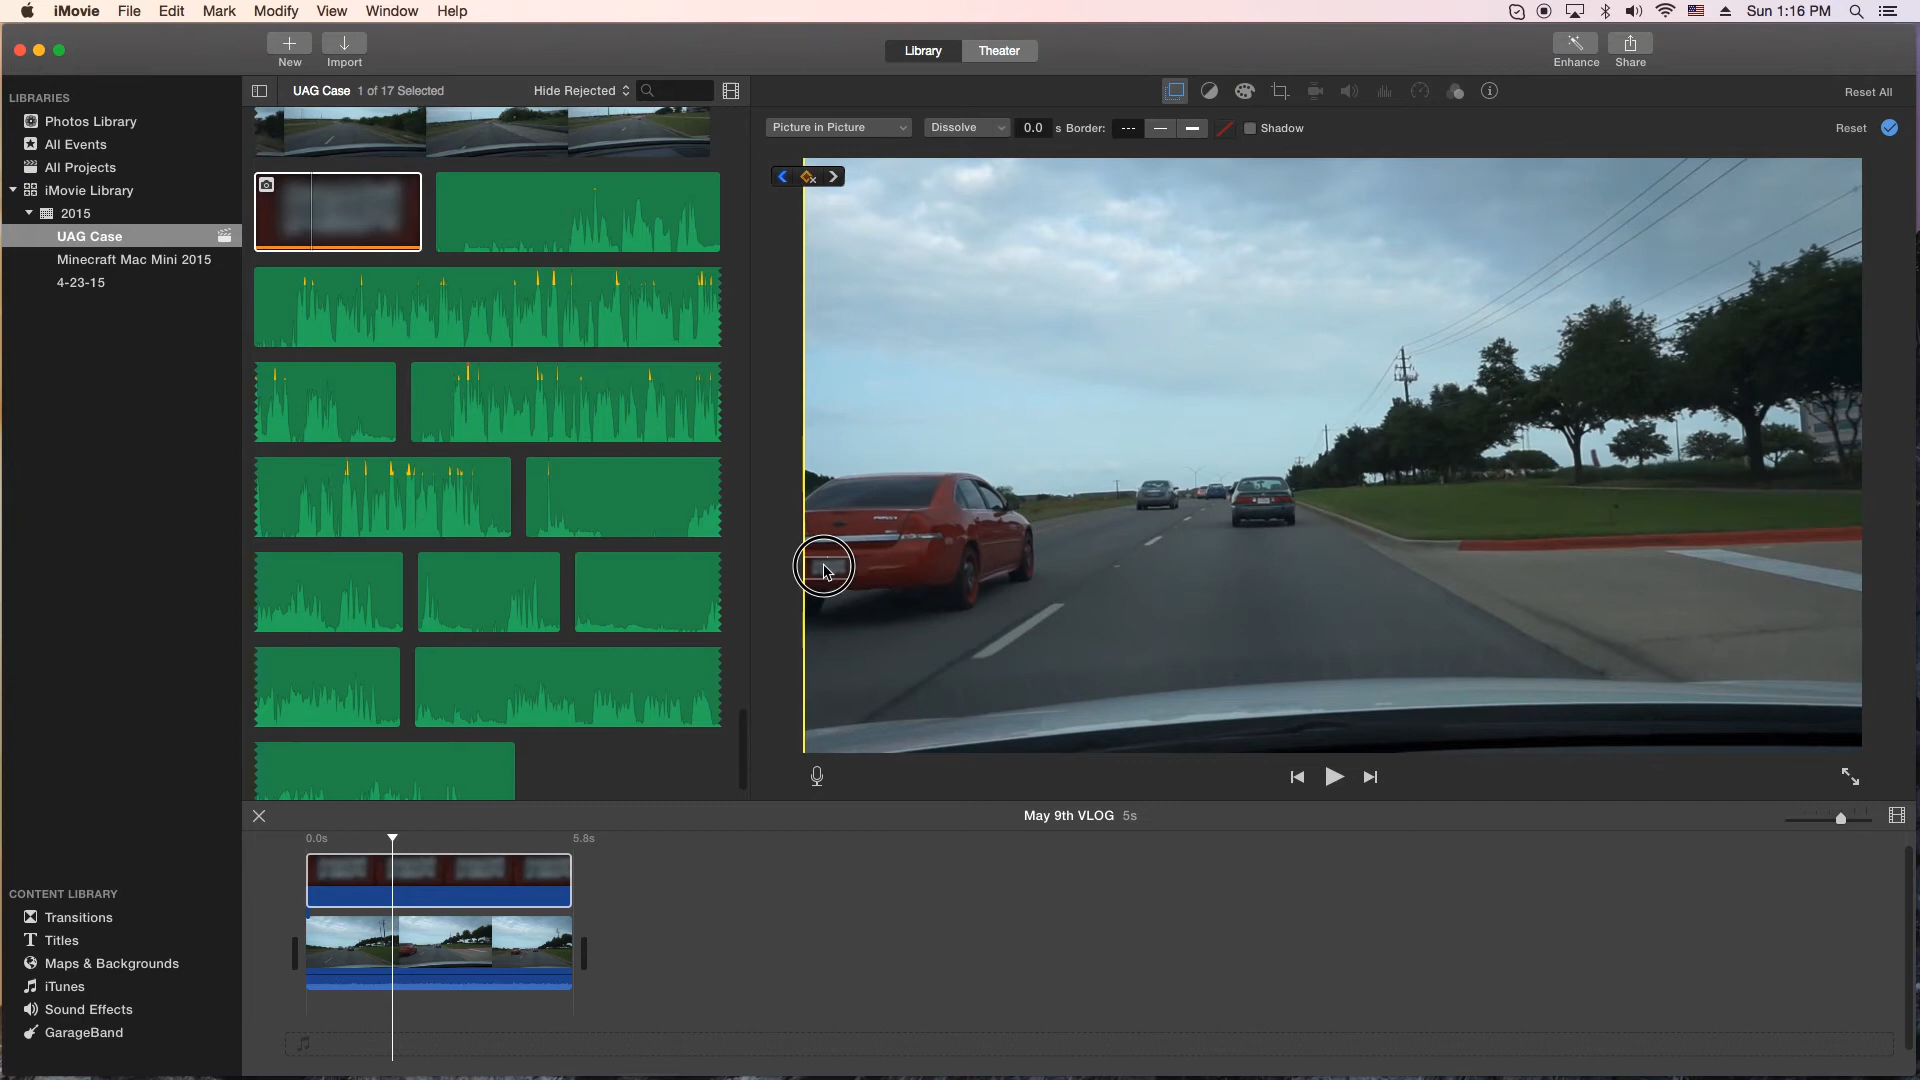 iMovie File Edit Mark Modify View Window Help Sun 1:16 PM
New Import Library Theater Enhance Share
LIBRARIES
Photos Library
All Events
All Projects
iMovie Library
2015
UAG Case
Minecraft Mac Mini 2015
4-23-15
UAG Case 1 of 17 Selected Hide Rejected
Reset All
Picture in Picture Dissolve 0.0 s Border: Shadow Reset
May 9th VLOG 5s
0.0s 5.8s
CONTENT LIBRARY
Transitions
Titles
Maps & Backgrounds
iTunes
Sound Effects
GarageBand